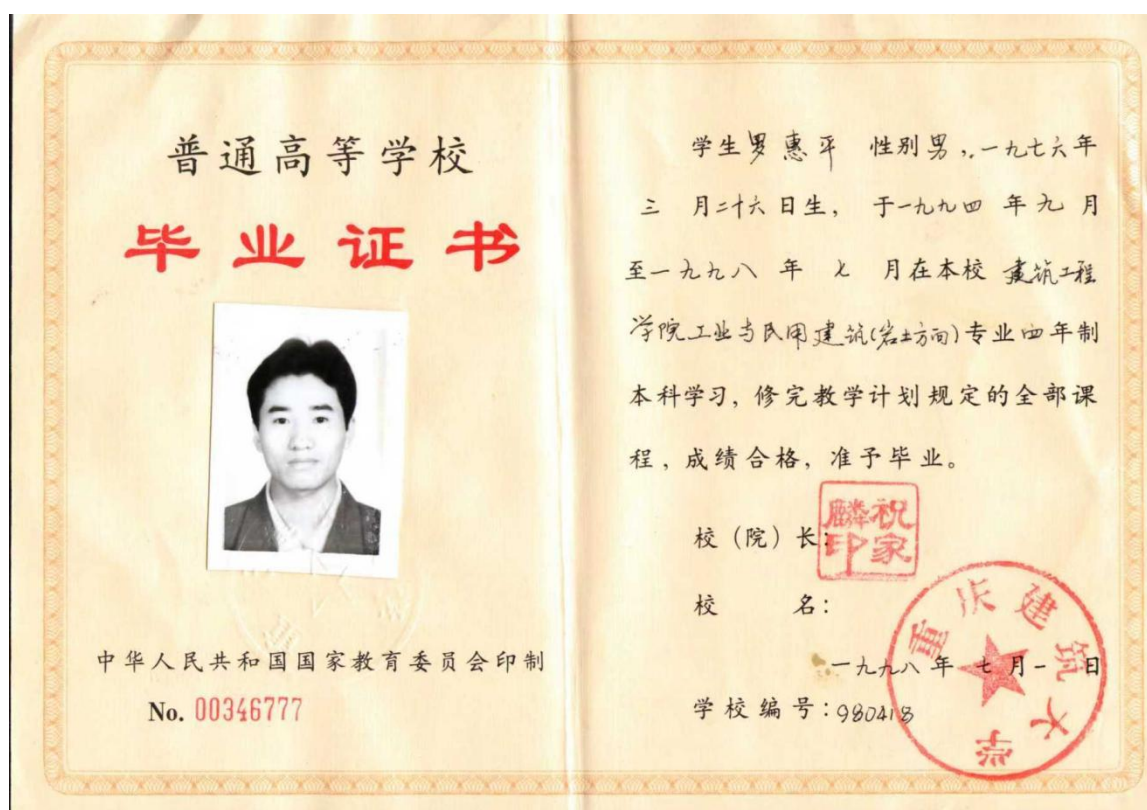 普通高等学校
毕业证书
中华人民共和国国家教育委员会印制
No. 00346777
学生罗惠平 性别男，一九七六年
三 月二十六日生， 于一九九四 年九 月
至一九九八 年 七 月在本校 建筑工程
学院工业与民用建筑(岩土方面)专业四年制
本科学习，修完教学计划规定的全部课
程，成绩合格，准予毕业。
校（院）长：
祝家麟印
校 名：
重庆建筑大学
一九九八 年 七 月 一 日
学校编号：980418